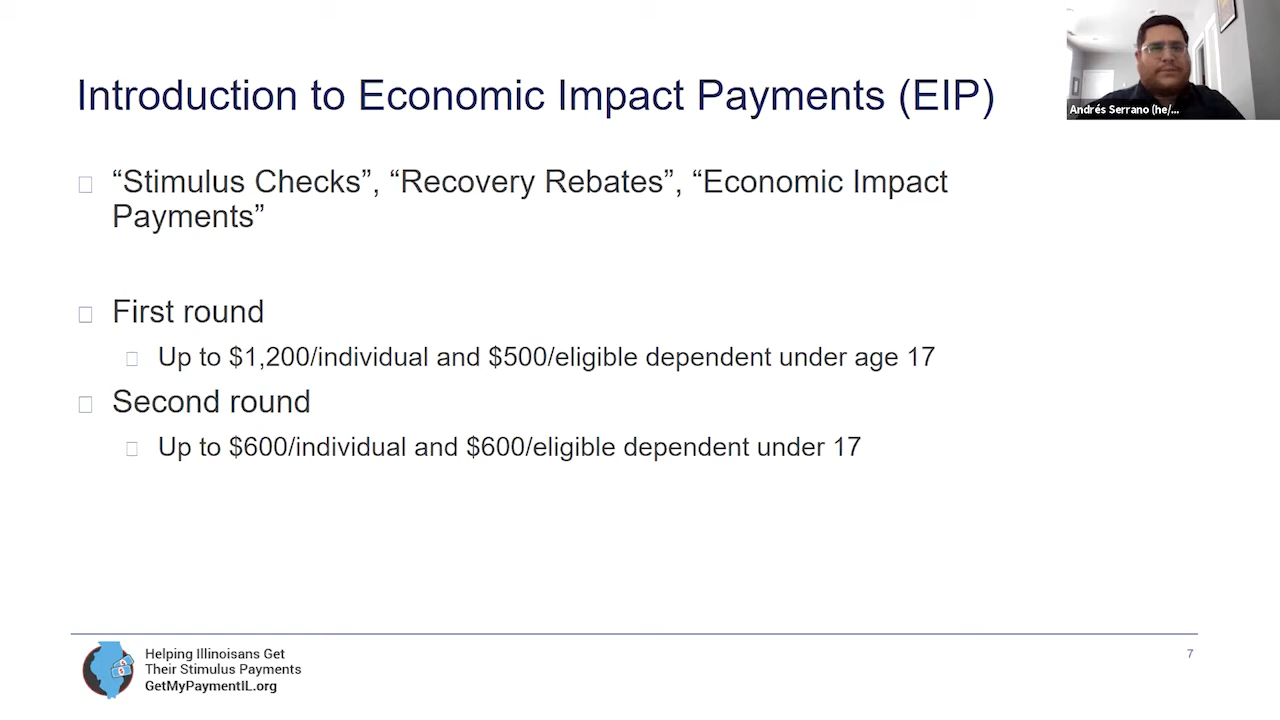 Introduction to Economic Impact Payments (EIP)
Andrés Serrano (he/...
“Stimulus Checks”, “Recovery Rebates”, “Economic Impact
Payments”
First round
Up to $1,200/individual and $500/eligible dependent under age 17
Second round
Up to $600/individual and $600/eligible dependent under 17
Helping Illinoisans Get
Their Stimulus Payments
GetMyPaymentIL.org
7